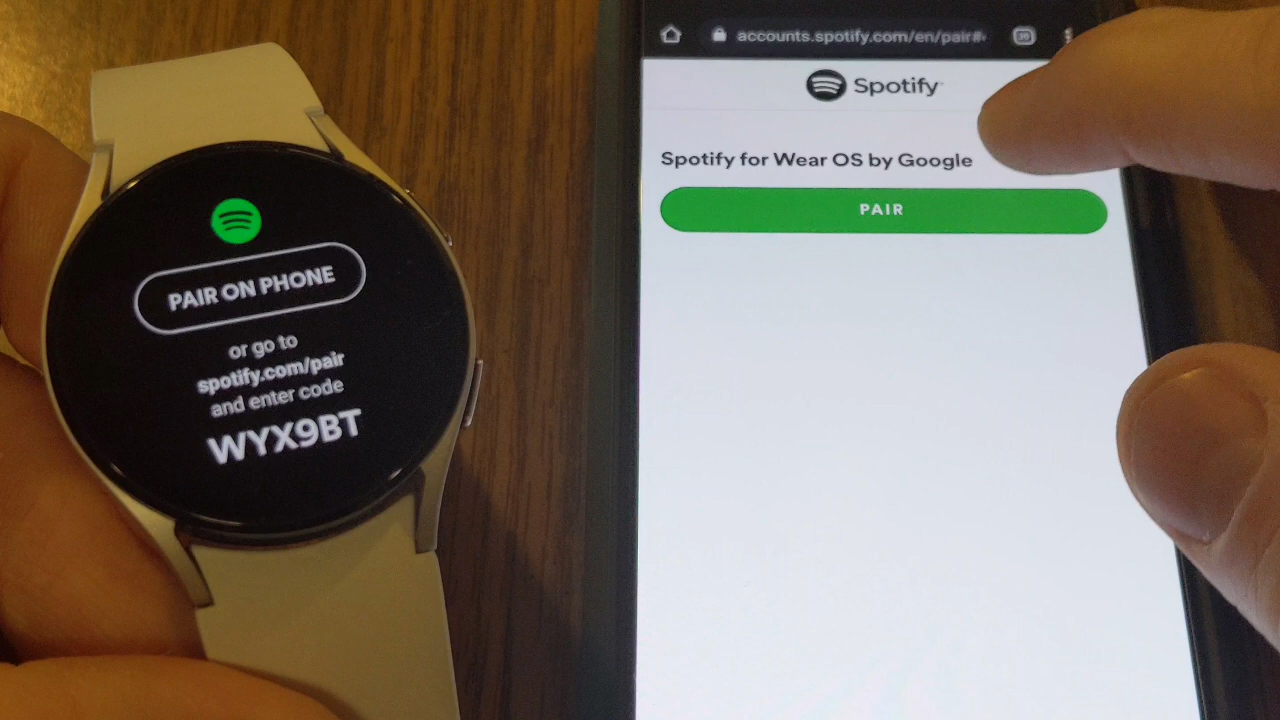 PAIR ON PHONE
or go to
spotify.com/pair
and enter code
WYX9BT
accounts.spotify.com/en/pair#
Spotify
Spotify for Wear OS by Google
PAIR